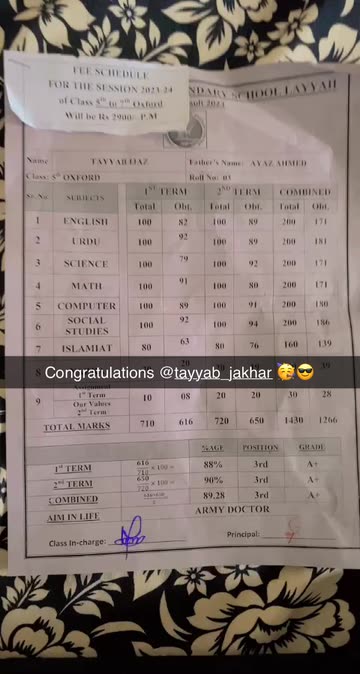 FEE SCHEDULE
FOR THE SESSION 2023-24
of Class 5th to 7th Oxford
Will be Rs 2900/- P.M
NDARY SCHOOL LAYYAH
sult 2023
Name TAYYAB IJAZ Father's Name: AYAZ AHMED
Class: 5th OXFORD Roll No: 03
Sr. No SUBJECTS 1ST TERM 2ND TERM COMBINED
Total Obt. Total Obt. Total Obt.
1 ENGLISH 100 82 100 89 200 171
2 URDU 100 92 100 89 200 181
3 SCIENCE 100 79 100 92 200 171
4 MATH 100 91 100 80 200 171
5 COMPUTER 100 89 100 91 200 180
6 SOCIAL STUDIES 100 92 100 94 200 186
7 ISLAMIAT 80 63 80 76 160 139
Congratulations @tayyab_jakhar 🥳😎
9 Assignment
1st Term
Our Values
2nd Term
10 08 20 20 30 28
TOTAL MARKS 710 616 720 650 1430 1266
%AGE POSITION GRADE
1st TERM 616/710 × 100 = 88% 3rd A+
2nd TERM 650/720 × 100 = 90% 3rd A+
COMBINED 89.28 3rd A+
AIM IN LIFE ARMY DOCTOR
Class In-charge: Principal: